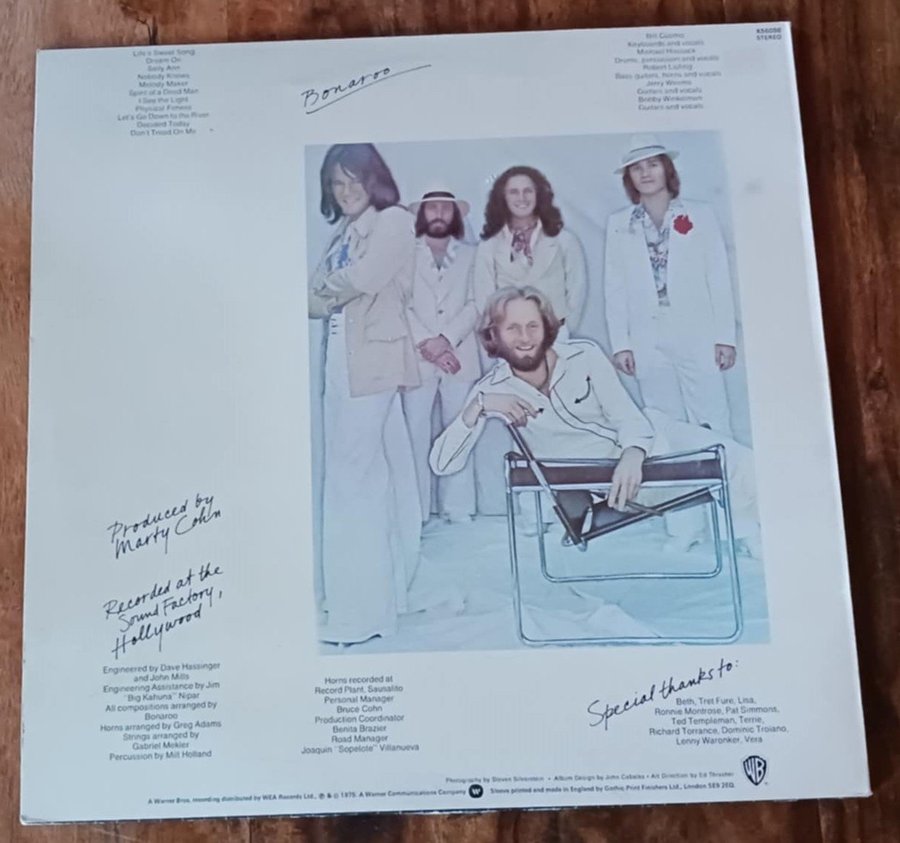 Life's Sweet Song
Dream On
Sally Ann
Nobody Knows
Melody Maker
Spirit of a Dead Man
I See the Light
Physical Fitness
Let's Go Down to the River
Decided Today
Don't Tread On Me
Bonaroo
Bill Cuomo
Keyboards and vocals
Michael Hossack
Drums, percussion and vocals
Robert Lichtig
Bass guitars, horns and vocals
Jerry Weems
Guitars and vocals
Bobby Winkelman
Guitars and vocals
K56086
STEREO
Produced by
Marty Cohn
Recorded at the
Sound Factory,
Hollywood
Engineered by Dave Hassinger
and John Mills
Engineering Assistance by Jim
"Big Kahuna" Nipar
All compositions arranged by
Bonaroo
Horns arranged by Greg Adams
Strings arranged by
Gabriel Mekler
Percussion by Milt Holland
Horns recorded at
Record Plant, Sausalito
Personal Manager
Bruce Cohn
Production Coordinator
Benita Brazier
Road Manager
Joaquin "Sopelote" Villanueva
Special thanks to:
Beth, Tret Fure, Lisa,
Ronnie Montrose, Pat Simmons,
Ted Templeman, Terrie,
Richard Torrance, Dominic Troiano,
Lenny Waronker, Vera
Photography by Steven Silverstein • Album Design by John Cabalka • Art Direction by Ed Thrasher
A Warner Bros. recording distributed by WEA Records Ltd., ℗ & © 1975. A Warner Communications Company Sleeve printed and made in England by Gothic Print Finishers Ltd., London SE9 2EQ.